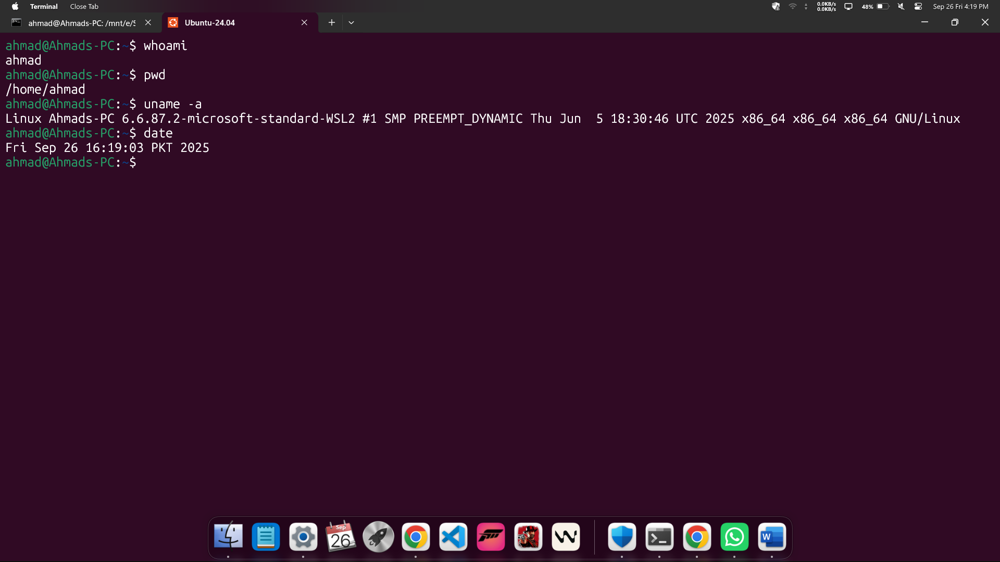 Terminal Close Tab 0.0KB/s 48% Sep 26 Fri 4:19 PM
0.0KB/s
ahmad@Ahmads-PC: /mnt/e/S Ubuntu-24.04
ahmad@Ahmads-PC:~$ whoami
ahmad
ahmad@Ahmads-PC:~$ pwd
/home/ahmad
ahmad@Ahmads-PC:~$ uname -a
Linux Ahmads-PC 6.6.87.2-microsoft-standard-WSL2 #1 SMP PREEMPT_DYNAMIC Thu Jun  5 18:30:46 UTC 2025 x86_64 x86_64 x86_64 GNU/Linux
ahmad@Ahmads-PC:~$ date
Fri Sep 26 16:19:03 PKT 2025
ahmad@Ahmads-PC:~$
Sep
26
W